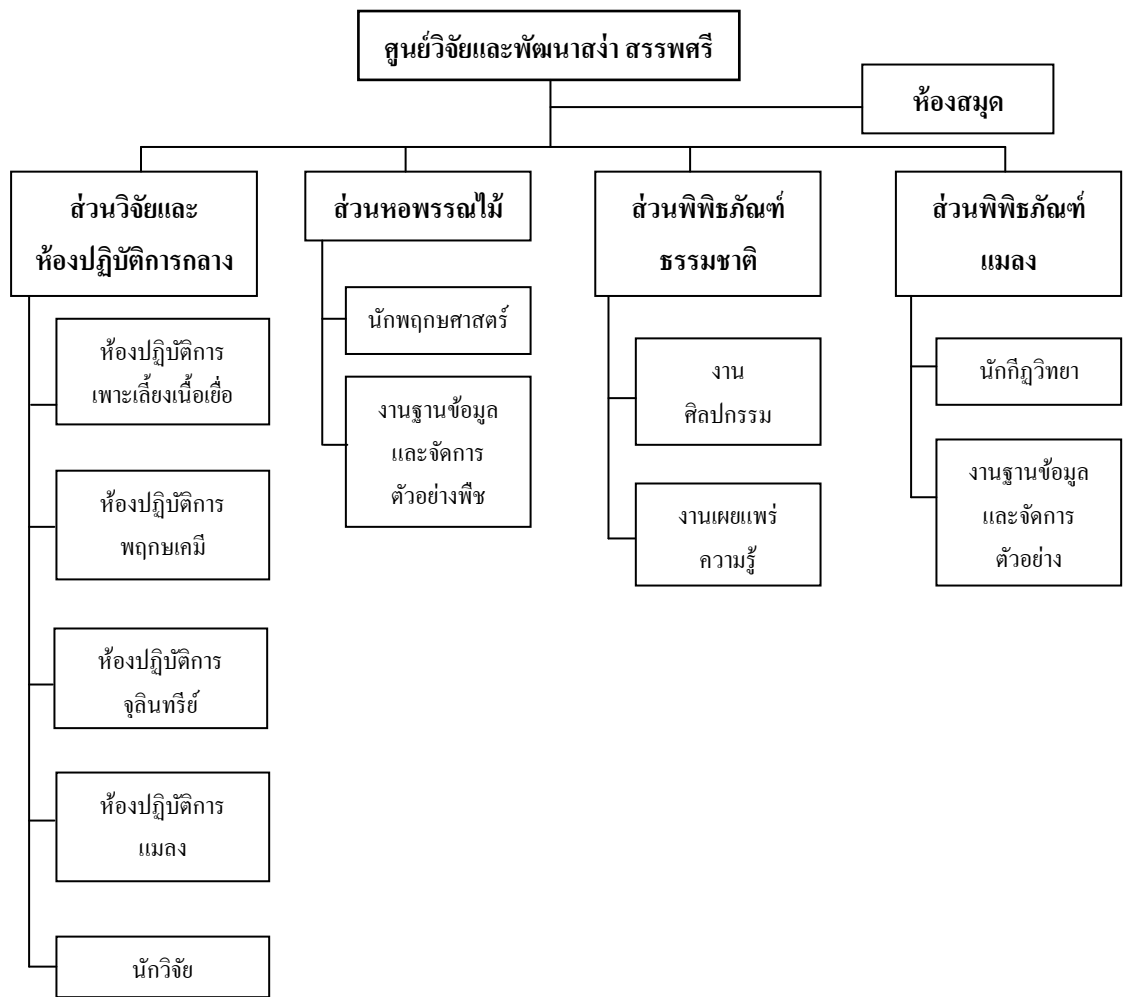 ศูนย์วิจัยและพัฒนาสง่า สรรพศรี
ห้องสมุด
ส่วนวิจัยและ
ห้องปฏิบัติการกลาง
ห้องปฏิบัติการ
เพาะเลี้ยงเนื้อเยื่อ
ห้องปฏิบัติการ
พฤกษเคมี
ห้องปฏิบัติการ
จุลินทรีย์
ห้องปฏิบัติการ
แมลง
นักวิจัย
ส่วนหอพรรณไม้
นักพฤกษศาสตร์
งานฐานข้อมูล
และจัดการ
ตัวอย่างพืช
ส่วนพิพิธภัณฑ์
ธรรมชาติ
งาน
ศิลปกรรม
งานเผยแพร่
ความรู้
ส่วนพิพิธภัณฑ์
แมลง
นักกีฏวิทยา
งานฐานข้อมูล
และจัดการ
ตัวอย่าง